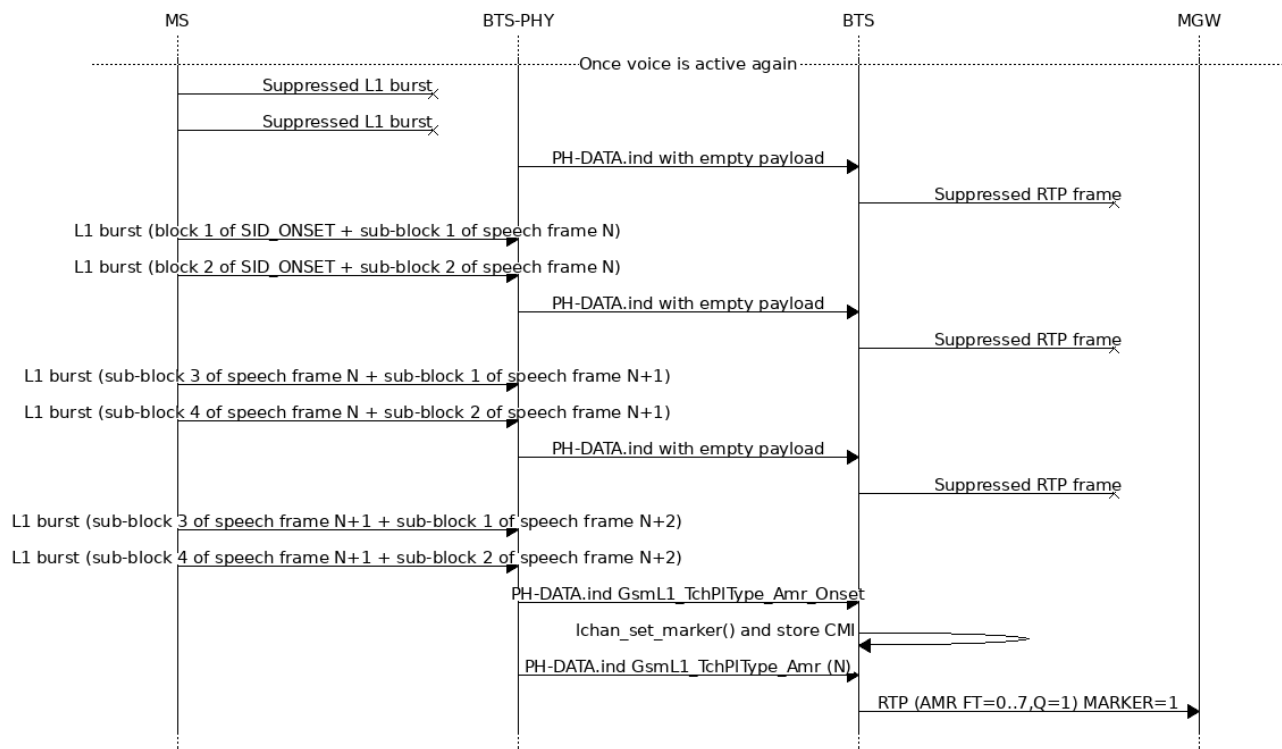 MS BTS-PHY BTS MGW
Once voice is active again
Suppressed L1 burst
Suppressed L1 burst
PH-DATA.ind with empty payload
Suppressed RTP frame
L1 burst (block 1 of SID_ONSET + sub-block 1 of speech frame N)
L1 burst (block 2 of SID_ONSET + sub-block 2 of speech frame N)
PH-DATA.ind with empty payload
Suppressed RTP frame
L1 burst (sub-block 3 of speech frame N + sub-block 1 of speech frame N+1)
L1 burst (sub-block 4 of speech frame N + sub-block 2 of speech frame N+1)
PH-DATA.ind with empty payload
Suppressed RTP frame
L1 burst (sub-block 3 of speech frame N+1 + sub-block 1 of speech frame N+2)
L1 burst (sub-block 4 of speech frame N+1 + sub-block 2 of speech frame N+2)
PH-DATA.ind GsmL1_TchPlType_Amr_Onset
lchan_set_marker() and store CMI
PH-DATA.ind GsmL1_TchPlType_Amr (N)
RTP (AMR FT=0..7,Q=1) MARKER=1